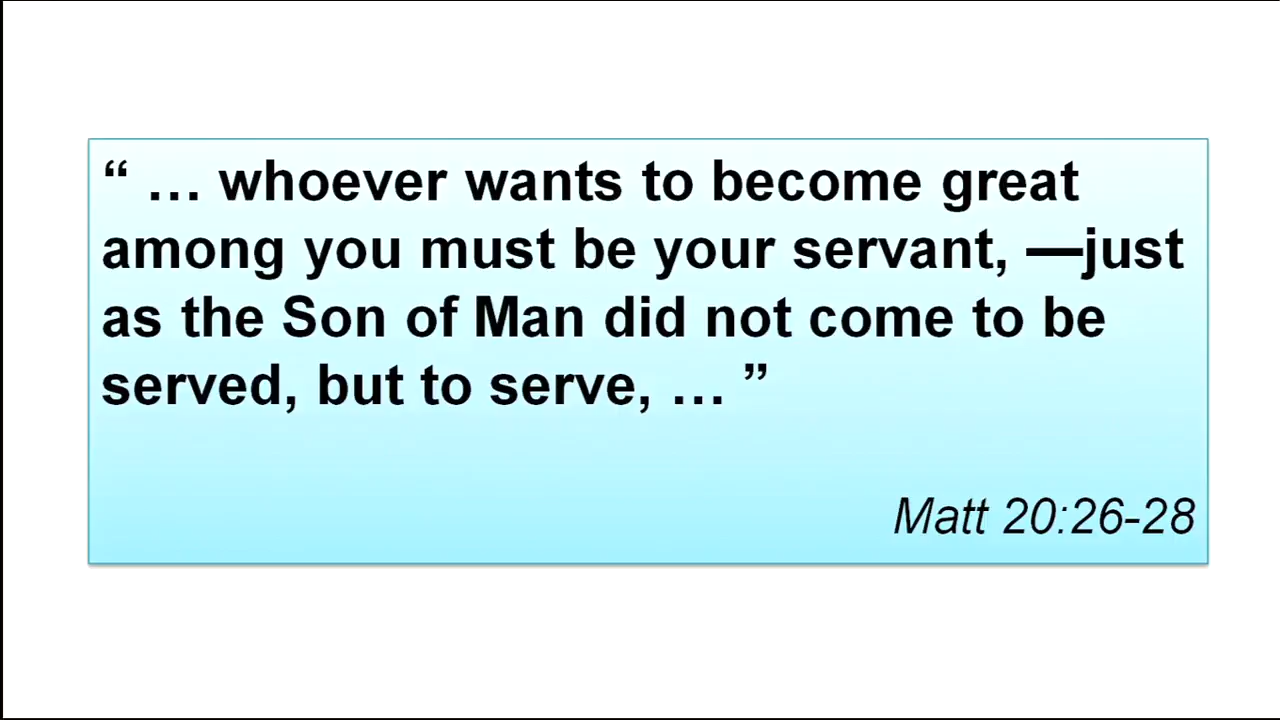 “ … whoever wants to become great
among you must be your servant, —just
as the Son of Man did not come to be
served, but to serve, … ”
Matt 20:26-28